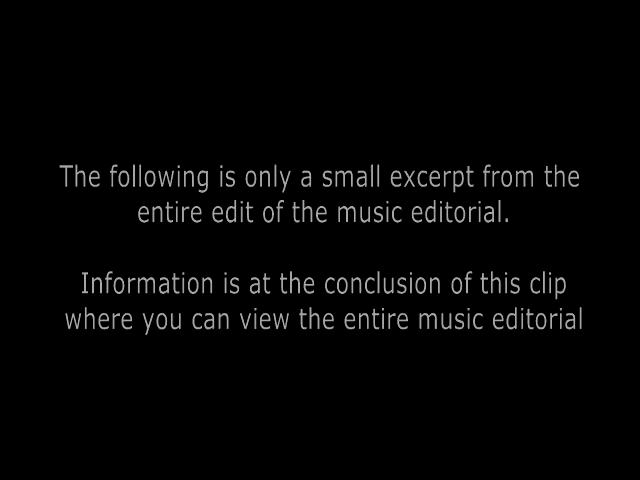 The following is only a small excerpt from the
entire edit of the music editorial.
Information is at the conclusion of this clip
where you can view the entire music editorial